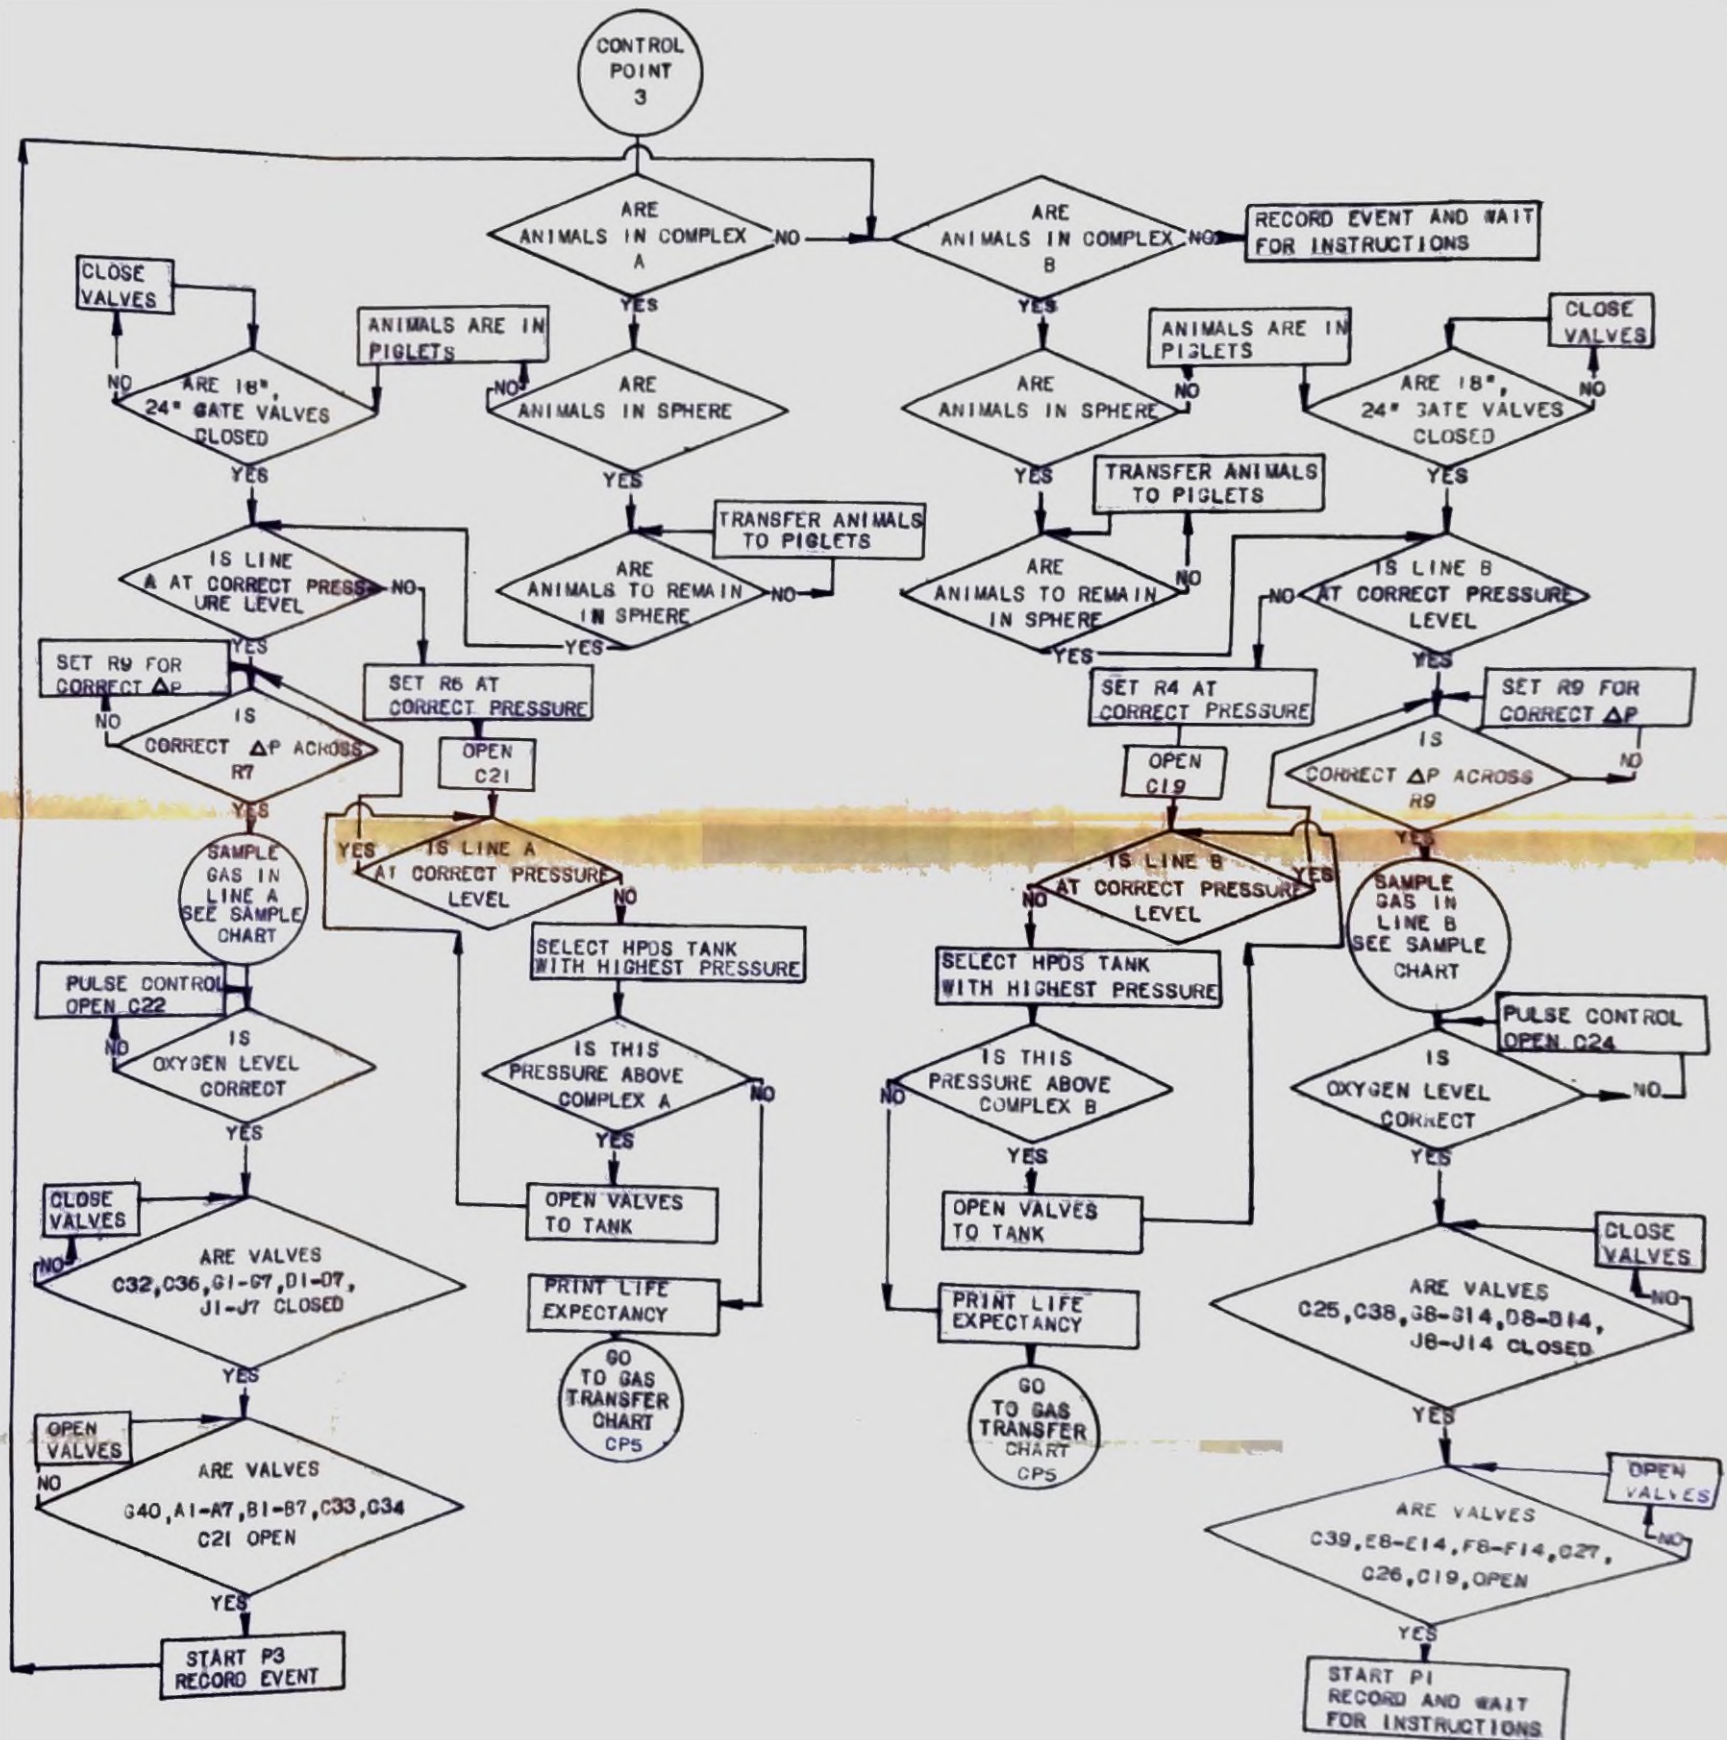 CONTROL
POINT
3
ARE
ANIMALS IN COMPLEX
A
NO
YES
ARE
ANIMALS IN COMPLEX
B
NO
YES
RECORD EVENT AND WAIT
FOR INSTRUCTIONS
CLOSE
VALVES
NO
ARE 18",
24" GATE VALVES
CLOSED
YES
ANIMALS ARE IN
PIGLETS
NO
ARE
ANIMALS IN SPHERE
YES
ARE
ANIMALS IN SPHERE
NO
YES
ANIMALS ARE IN
PIGLETS
CLOSE
VALVES
NO
ARE 18",
24" GATE VALVES
CLOSED
YES
IS LINE
A AT CORRECT PRESS
URE LEVEL
NO
YES
TRANSFER ANIMALS
TO PIGLETS
ARE
ANIMALS TO REMAIN
IN SPHERE
NO
YES
TRANSFER ANIMALS
TO PIGLETS
ARE
ANIMALS TO REMAIN
IN SPHERE
NO
YES
IS LINE B
AT CORRECT PRESSURE
LEVEL
NO
YES
SET R9 FOR
CORRECT ΔP
NO
IS
CORRECT ΔP ACROSS
R7
YES
SET R6 AT
CORRECT PRESSURE
OPEN
C21
SET R4 AT
CORRECT PRESSURE
OPEN
C19
SET R9 FOR
CORRECT ΔP
IS
CORRECT ΔP ACROSS
R9
NO
YES
SAMPLE
GAS IN
LINE A
SEE SAMPLE
CHART
YES
IS LINE A
AT CORRECT PRESSURE
LEVEL
NO
IS LINE B
AT CORRECT PRESSURE
LEVEL
YES
NO
SAMPLE
GAS IN
LINE B
SEE SAMPLE
CHART
PULSE CONTROL
OPEN C22
NO
IS
OXYGEN LEVEL
CORRECT
YES
SELECT HPDS TANK
WITH HIGHEST PRESSURE
IS THIS
PRESSURE ABOVE
COMPLEX A
NO
YES
SELECT HPDS TANK
WITH HIGHEST PRESSURE
IS THIS
PRESSURE ABOVE
COMPLEX B
NO
YES
PULSE CONTROL
OPEN C24
IS
OXYGEN LEVEL
CORRECT
NO
YES
CLOSE
VALVES
NO
ARE VALVES
C32,C36,G1-G7,D1-D7,
J1-J7 CLOSED
YES
OPEN VALVES
TO TANK
PRINT LIFE
EXPECTANCY
GO
TO GAS
TRANSFER
CHART
CP5
OPEN VALVES
TO TANK
PRINT LIFE
EXPECTANCY
GO
TO GAS
TRANSFER
CHART
CP5
CLOSE
VALVES
NO
ARE VALVES
C25,C38,G8-G14,D8-D14,
J8-J14 CLOSED
YES
OPEN
VALVES
NO
ARE VALVES
G40,A1-A7,B1-B7,C33,C34
C21 OPEN
YES
START P3
RECORD EVENT
OPEN
VALVES
NO
ARE VALVES
C39,E8-E14,F8-F14,C27,
C26,C19,OPEN
YES
START P1
RECORD AND WAIT
FOR INSTRUCTIONS